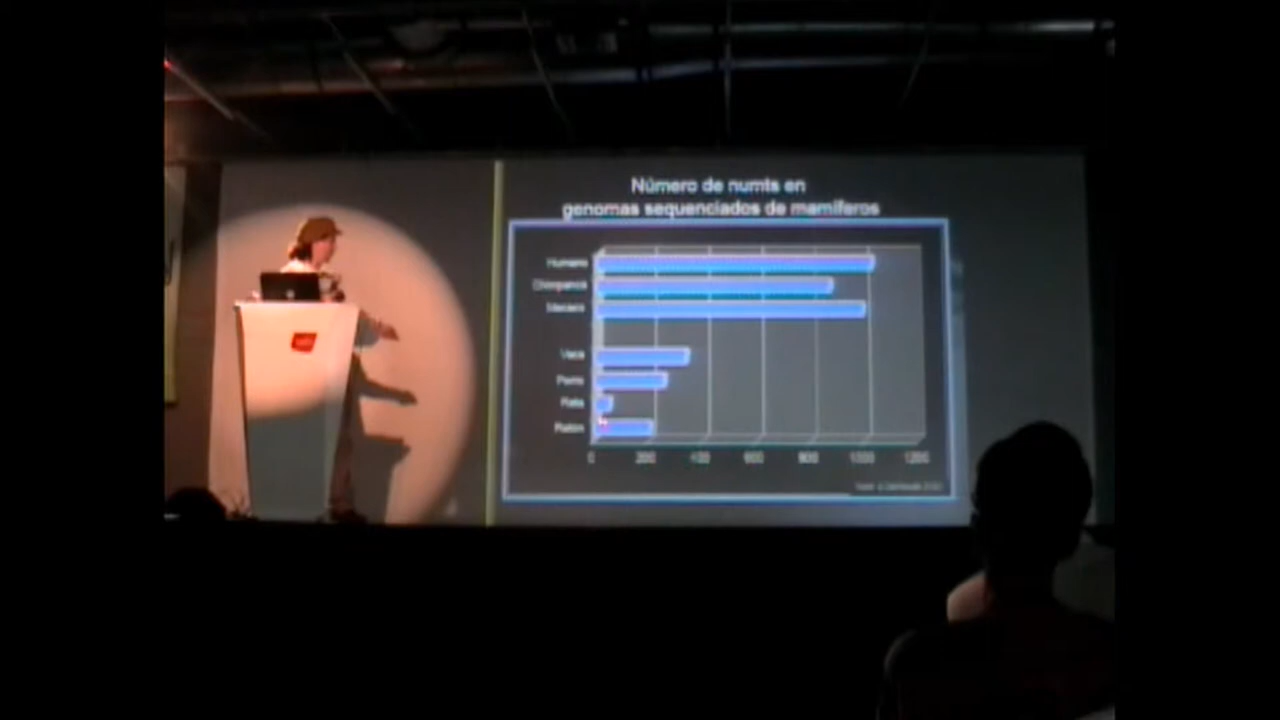 Número de numts en
genomas sequenciados de mamíferos
Humano
Chimpancé
Macaco
Vaca
Perro
Rata
Ratón
0 200 400 600 800 1000 1200